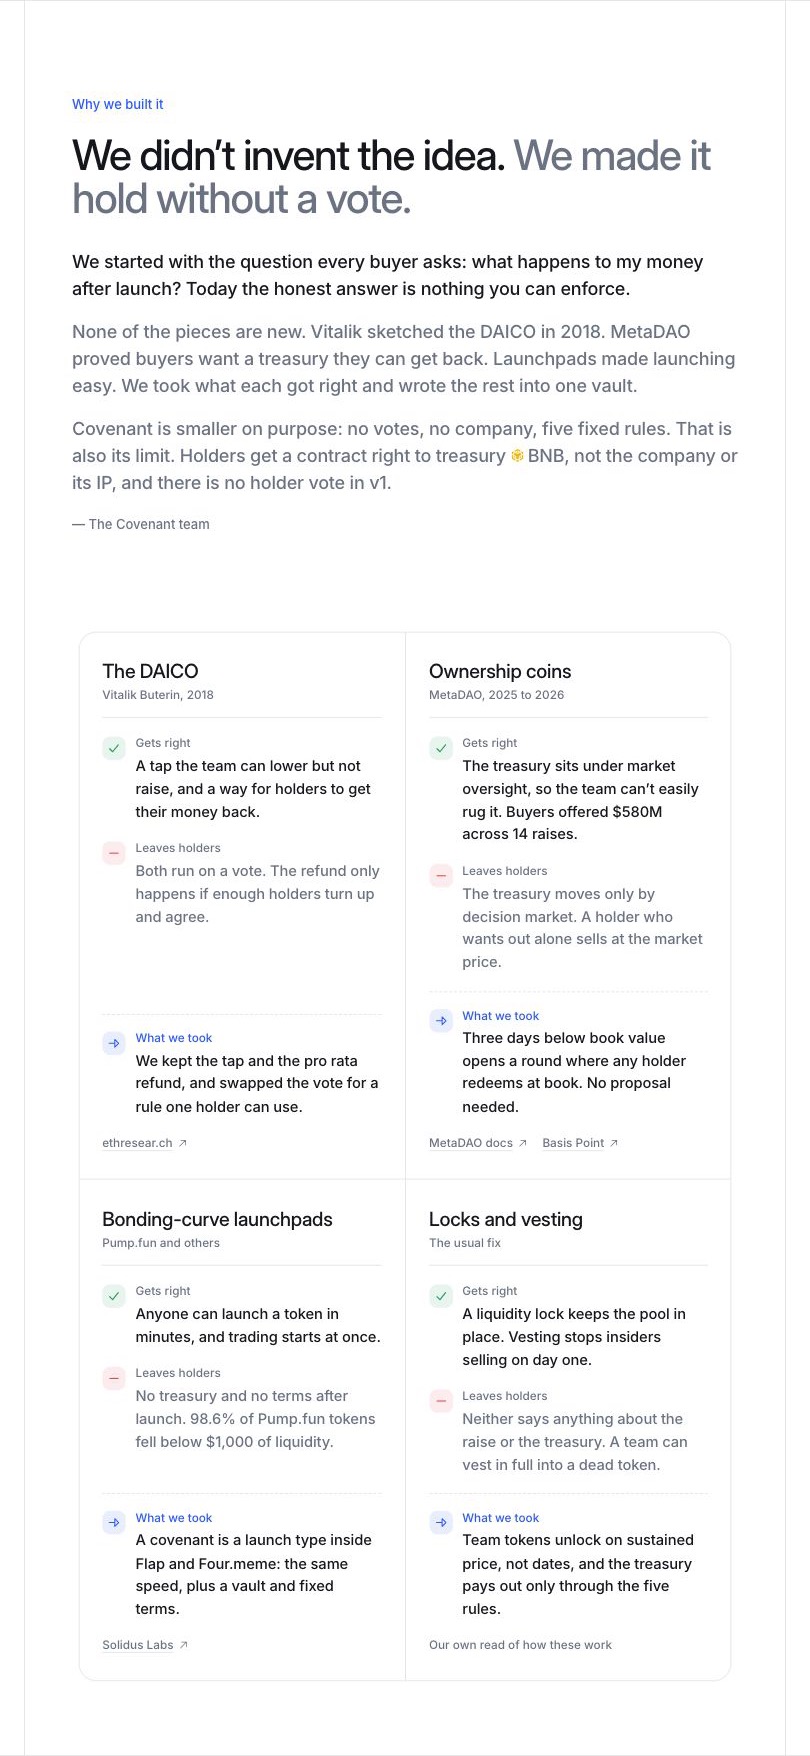 Why we built it
We didn’t invent the idea. We made it
hold without a vote.
We started with the question every buyer asks: what happens to my money
after launch? Today the honest answer is nothing you can enforce.
None of the pieces are new. Vitalik sketched the DAICO in 2018. MetaDAO
proved buyers want a treasury they can get back. Launchpads made launching
easy. We took what each got right and wrote the rest into one vault.
Covenant is smaller on purpose: no votes, no company, five fixed rules. That is
also its limit. Holders get a contract right to treasury BNB, not the company or
its IP, and there is no holder vote in v1.
— The Covenant team
The DAICO
Vitalik Buterin, 2018
Gets right
A tap the team can lower but not
raise, and a way for holders to get
their money back.
Leaves holders
Both run on a vote. The refund only
happens if enough holders turn up
and agree.
What we took
We kept the tap and the pro rata
refund, and swapped the vote for a
rule one holder can use.
ethresear.ch ↗
Ownership coins
MetaDAO, 2025 to 2026
Gets right
The treasury sits under market
oversight, so the team can’t easily
rug it. Buyers offered $580M
across 14 raises.
Leaves holders
The treasury moves only by
decision market. A holder who
wants out alone sells at the market
price.
What we took
Three days below book value
opens a round where any holder
redeems at book. No proposal
needed.
MetaDAO docs ↗ Basis Point ↗
Bonding-curve launchpads
Pump.fun and others
Gets right
Anyone can launch a token in
minutes, and trading starts at once.
Leaves holders
No treasury and no terms after
launch. 98.6% of Pump.fun tokens
fell below $1,000 of liquidity.
What we took
A covenant is a launch type inside
Flap and Four.meme: the same
speed, plus a vault and fixed
terms.
Solidus Labs ↗
Locks and vesting
The usual fix
Gets right
A liquidity lock keeps the pool in
place. Vesting stops insiders
selling on day one.
Leaves holders
Neither says anything about the
raise or the treasury. A team can
vest in full into a dead token.
What we took
Team tokens unlock on sustained
price, not dates, and the treasury
pays out only through the five
rules.
Our own read of how these work